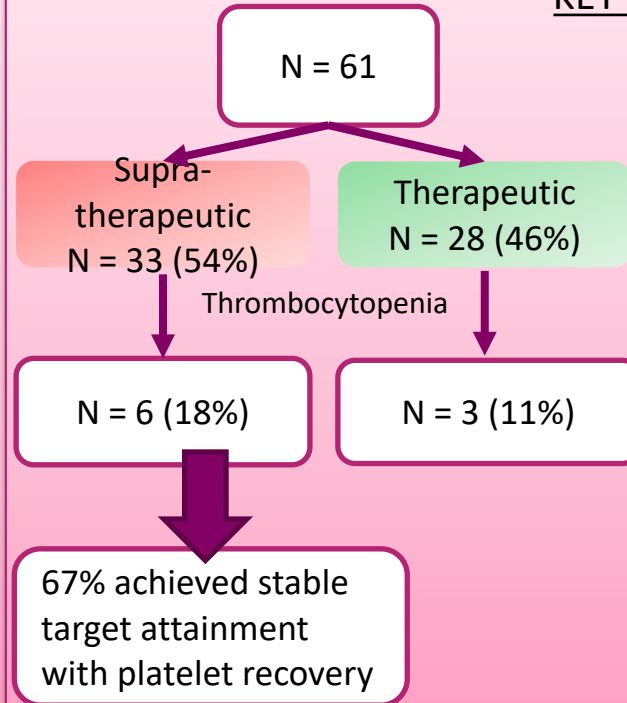 KEY
N = 61
Supra-
therapeutic
N = 33 (54%)
Therapeutic
N = 28 (46%)
Thrombocytopenia
N = 6 (18%)
N = 3 (11%)
67% achieved stable
target attainment
with platelet recovery